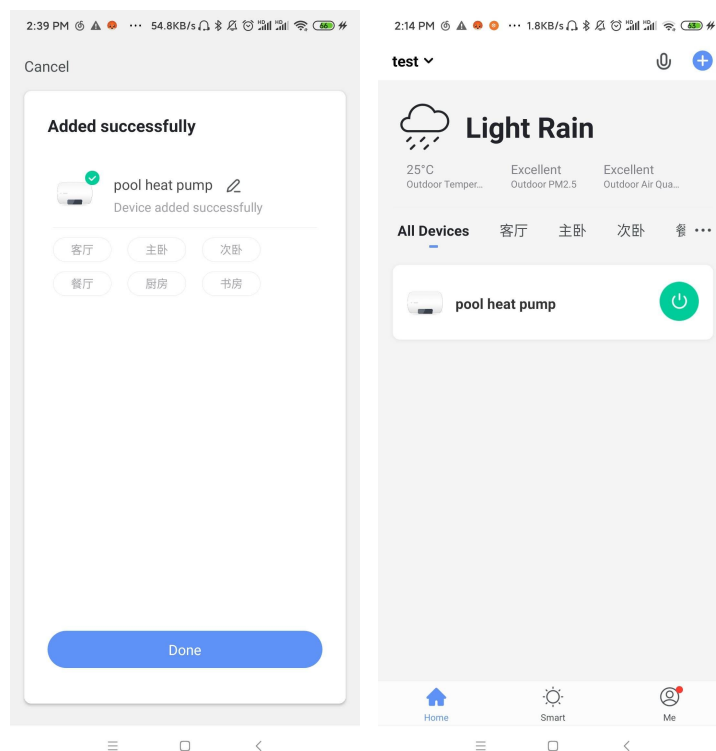 2:39 PM ··· 54.8KB/s 66
Cancel
Added successfully
pool heat pump
Device added successfully
客厅 主卧 次卧
餐厅 厨房 书房
Done
2:14 PM ··· 1.8KB/s 63
test
Light Rain
25°C Excellent Excellent
Outdoor Temper... Outdoor PM2.5 Outdoor Air Qua...
All Devices 客厅 主卧 次卧 餐 ···
pool heat pump
Home Smart Me